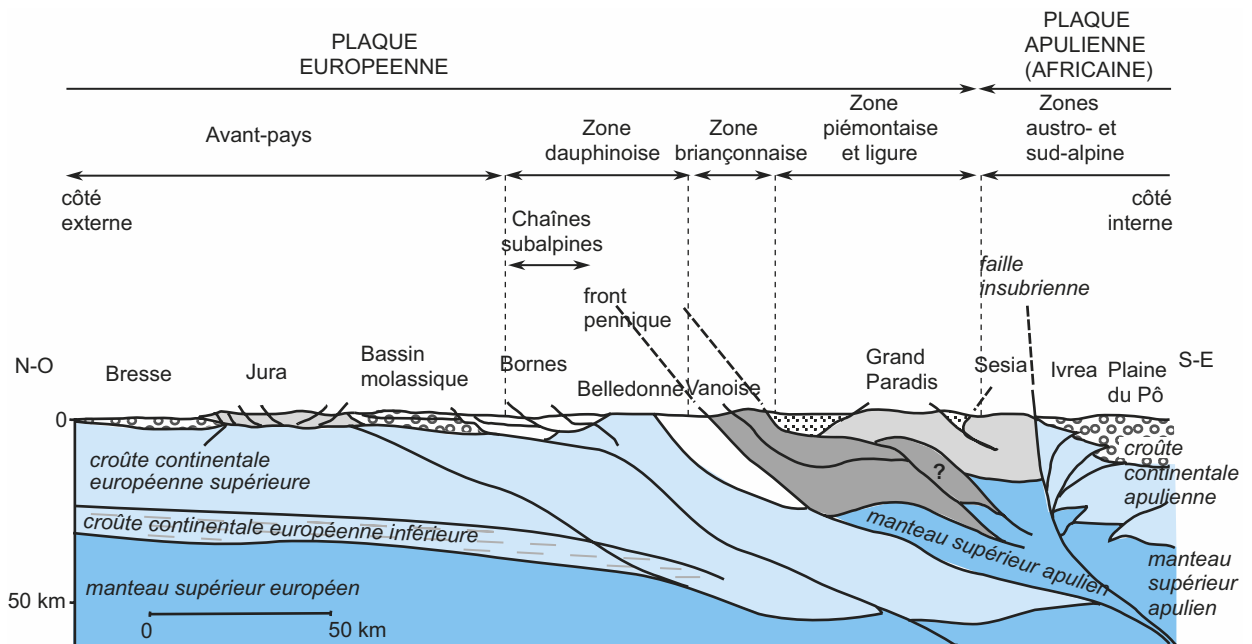 PLAQUE
EUROPEENNE
PLAQUE
APULIENNE
(AFRICAINE)
Avant-pays
Zone
dauphinoise
Zone
briançonnaise
Zone
piémontaise
et ligure
Zones
austro- et
sud-alpine
côté
externe
côté
interne
Chaînes
subalpines
front
pennique
faille
insubrienne
N-O
S-E
Bresse
Jura
Bassin
molassique
Bornes
Belledonne
Vanoise
Grand
Paradis
Sesia
Ivrea
Plaine
du Pô
0
croûte continentale
européenne supérieure
?
croûte
continentale
apulienne
croûte continentale européenne inférieure
manteau supérieur apulien
manteau
supérieur
apulien
manteau supérieur européen
50 km
0
50 km